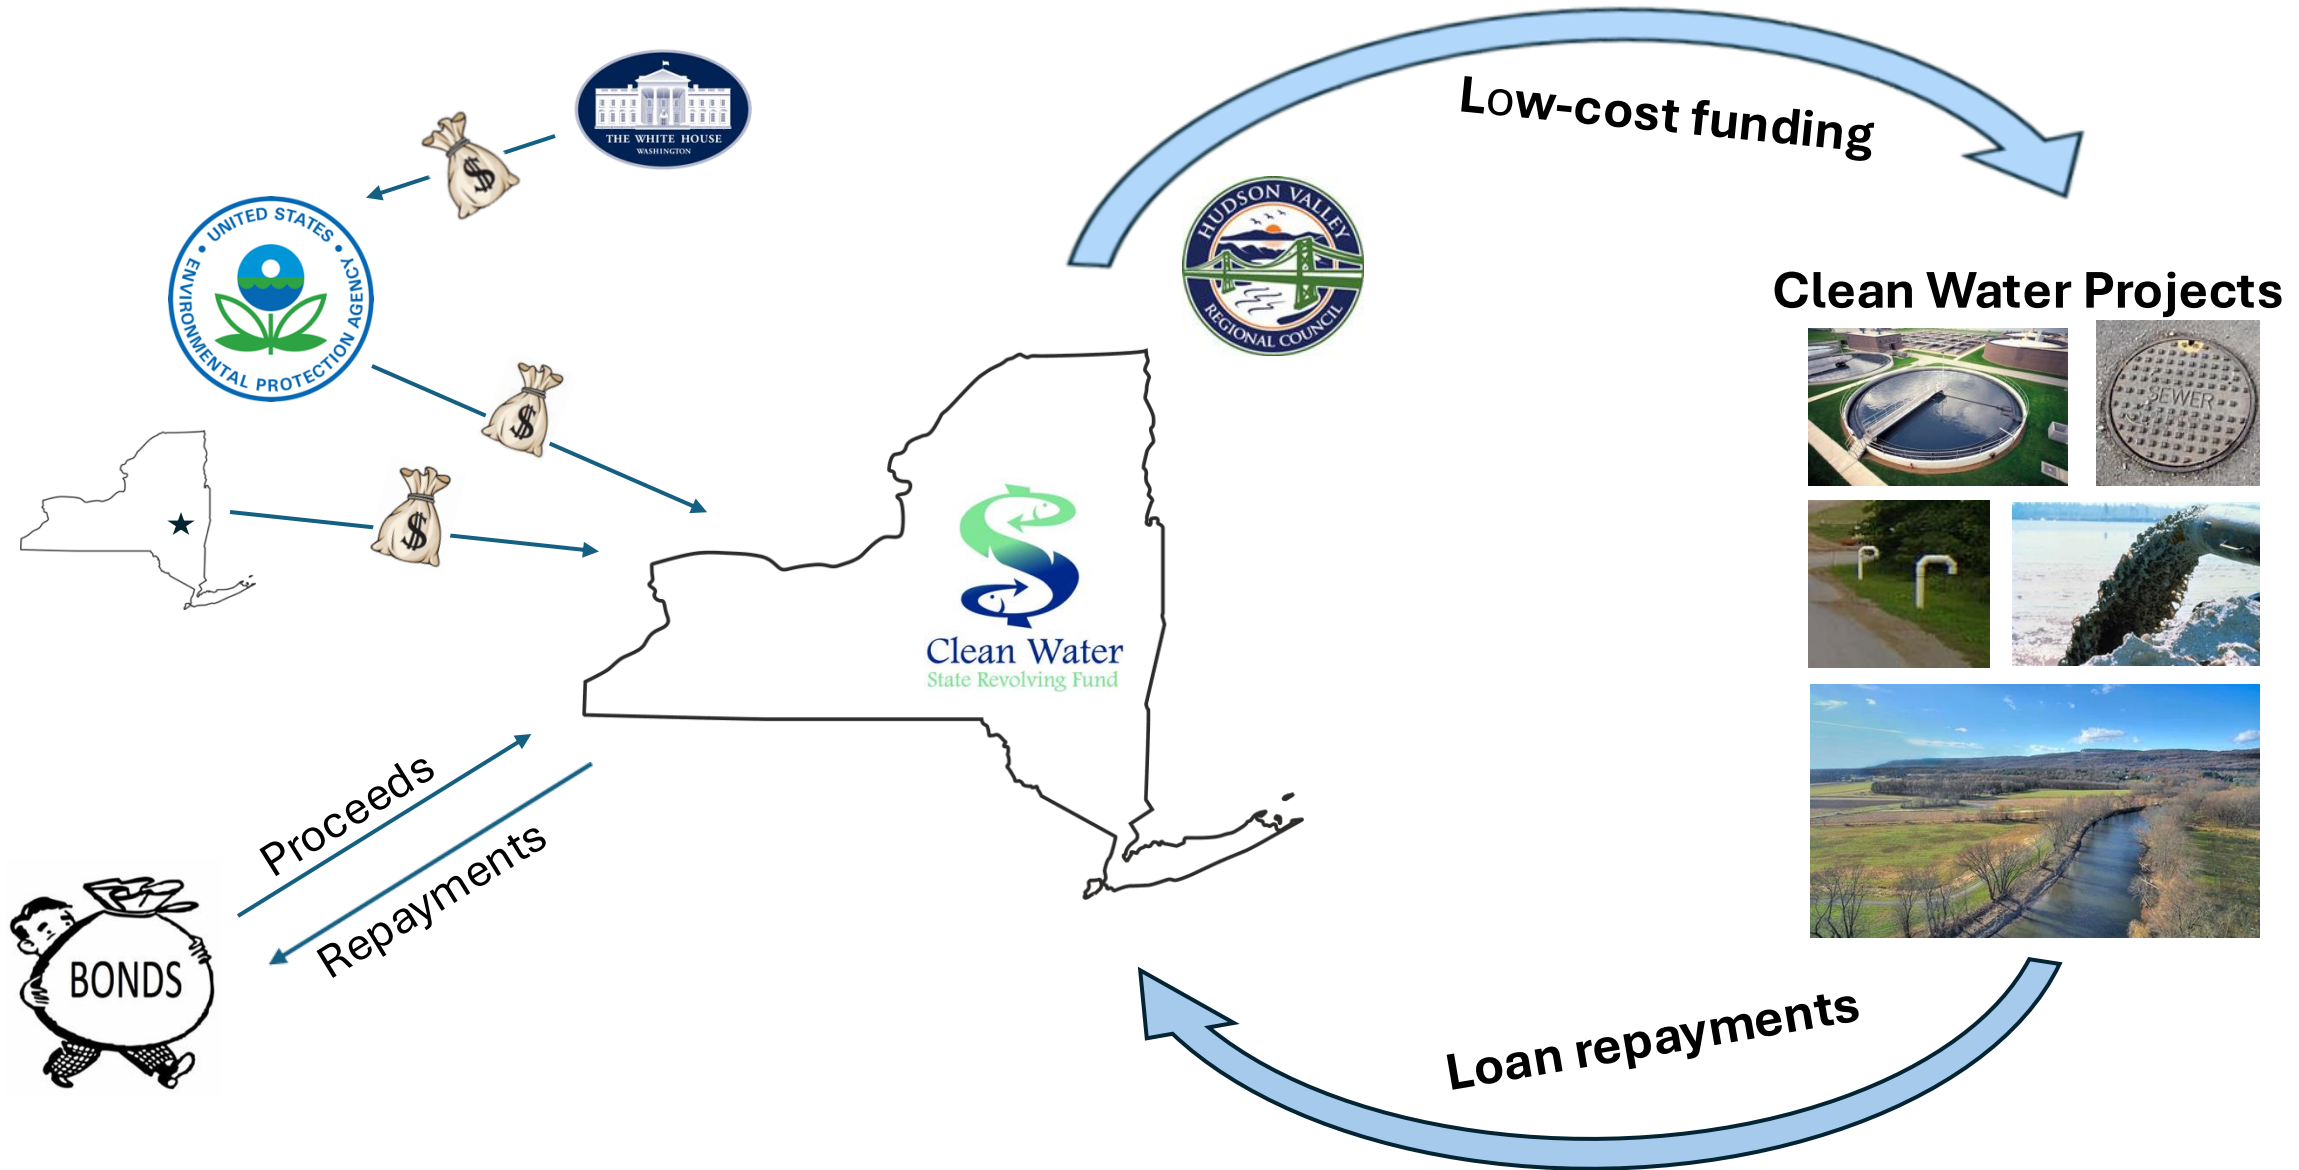 THE WHITE HOUSE
WASHINGTON
$
UNITED STATES
ENVIRONMENTAL PROTECTION AGENCY
$
$
Proceeds
Repayments
BONDS
Clean Water
State Revolving Fund
HUDSON VALLEY
REGIONAL COUNCIL
Low-cost funding
Clean Water Projects
SEWER
Loan repayments